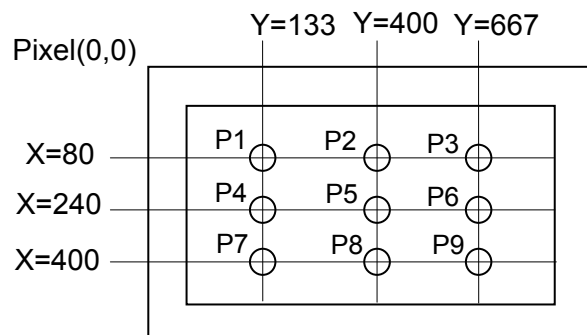 Y=133 Y=400 Y=667
Pixel(0,0)
P1 P2 P3
X=80
P4 P5 P6
X=240
P7 P8 P9
X=400